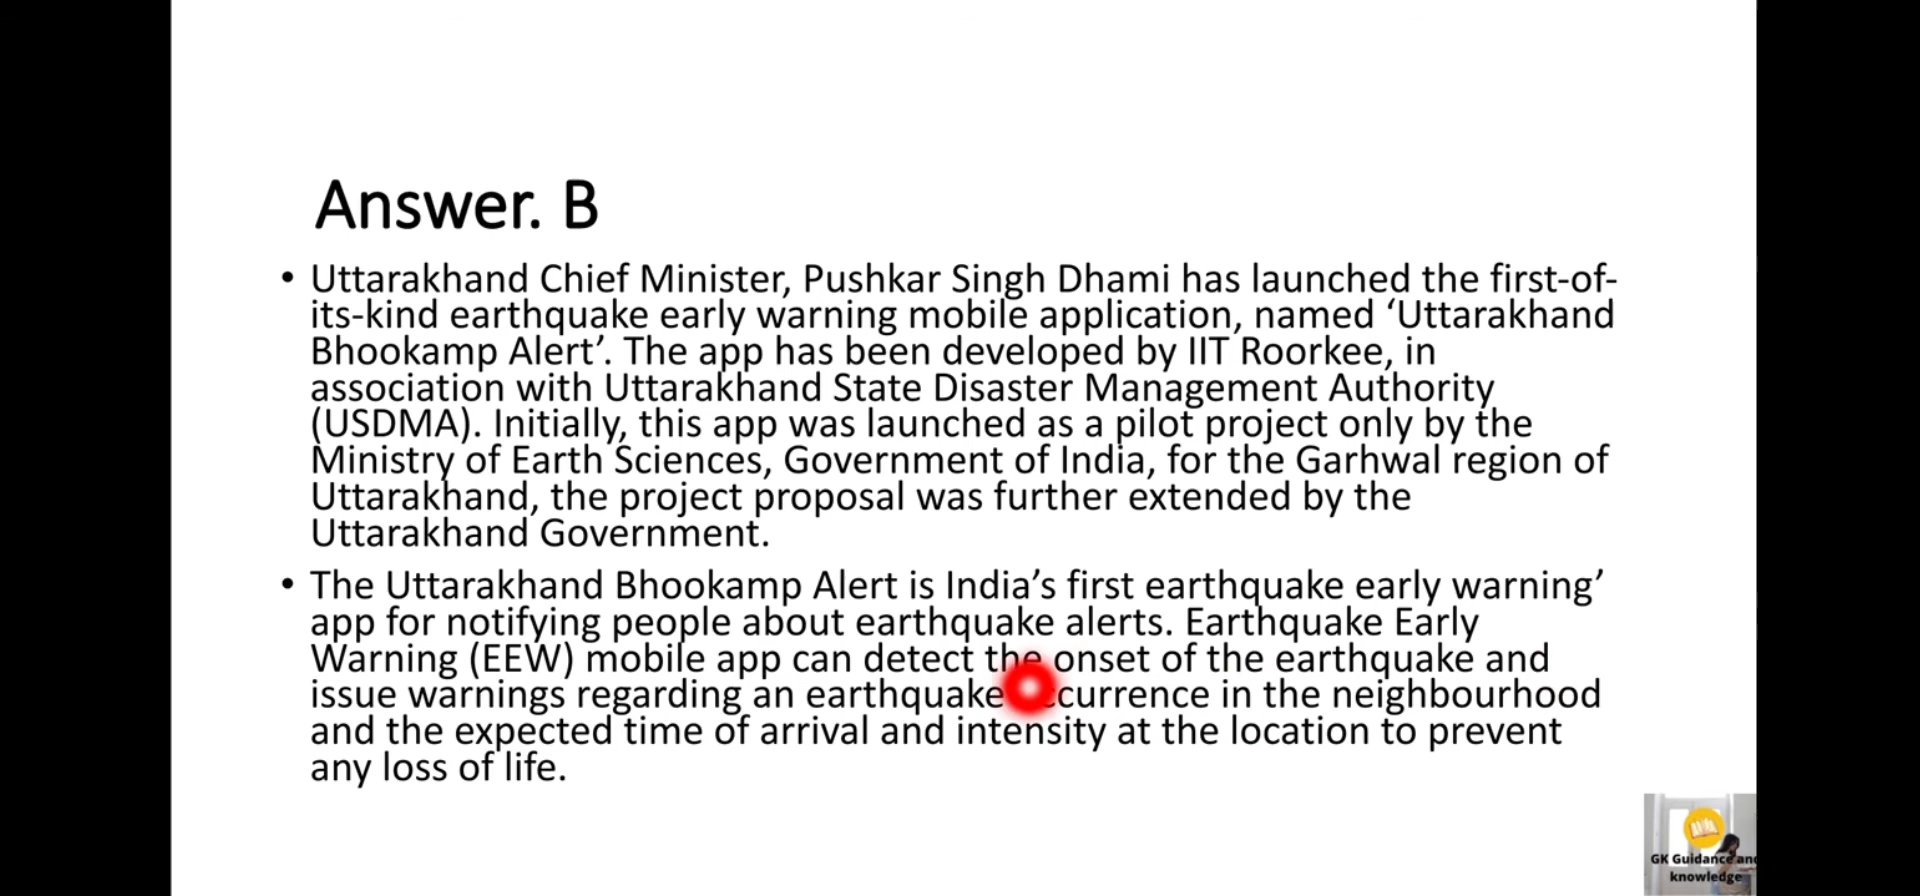 Answer. B
• Uttarakhand Chief Minister, Pushkar Singh Dhami has launched the first-of-
its-kind earthquake early warning mobile application, named ‘Uttarakhand
Bhookamp Alert’. The app has been developed by IIT Roorkee, in
association with Uttarakhand State Disaster Management Authority
(USDMA). Initially, this app was launched as a pilot project only by the
Ministry of Earth Sciences, Government of India, for the Garhwal region of
Uttarakhand, the project proposal was further extended by the
Uttarakhand Government.
• The Uttarakhand Bhookamp Alert is India’s first earthquake early warning’
app for notifying people about earthquake alerts. Earthquake Early
Warning (EEW) mobile app can detect the onset of the earthquake and
issue warnings regarding an earthquake occurrence in the neighbourhood
and the expected time of arrival and intensity at the location to prevent
any loss of life.
GK Guidance and
knowledge